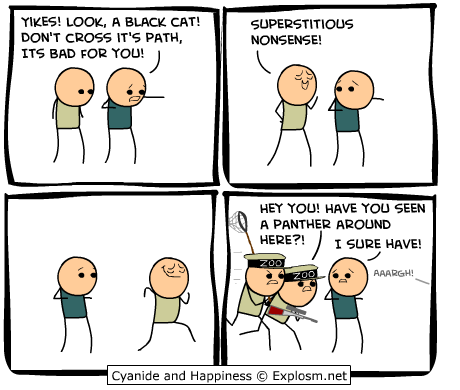 YIKES! LOOK, A BLACK CAT!
DON'T CROSS IT'S PATH,
ITS BAD FOR YOU!
SUPERSTITIOUS
NONSENSE!
HEY YOU! HAVE YOU SEEN
A PANTHER AROUND
HERE?!
I SURE HAVE!
AAARGH!
ZOO
ZOO
Cyanide and Happiness © Explosm.net